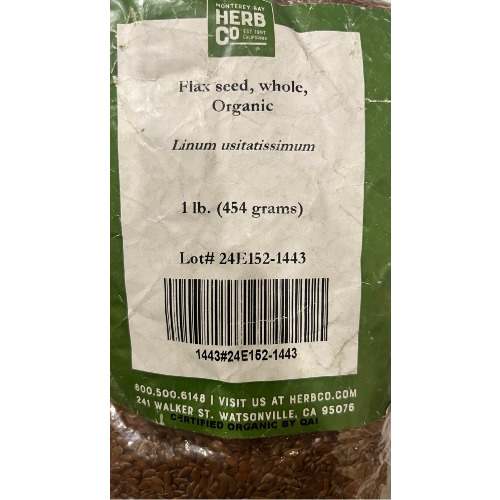 MONTEREY BAY
HERB
CO EST 1997
CALIFORNIA
Flax seed, whole,
Organic
Linum usitatissimum
1 lb. (454 grams)
Lot# 24E152-1443
1443#24E152-1443
800.500.6148 | VISIT US AT HERBCO.COM
241 WALKER ST. WATSONVILLE, CA 95076
CERTIFIED ORGANIC BY QAI